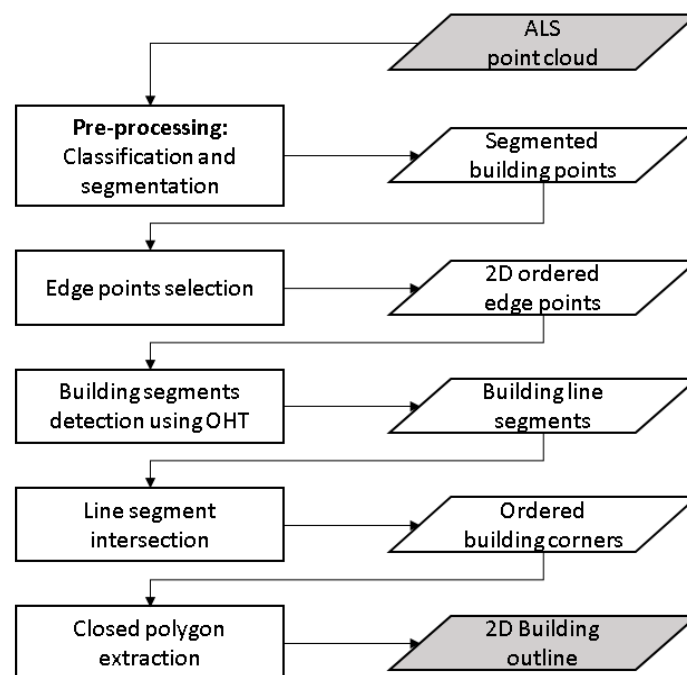 ALS
point cloud
Pre-processing:
Classification and
segmentation
Segmented
building points
Edge points selection
2D ordered
edge points
Building segments
detection using OHT
Building line
segments
Line segment
intersection
Ordered
building corners
Closed polygon
extraction
2D Building
outline